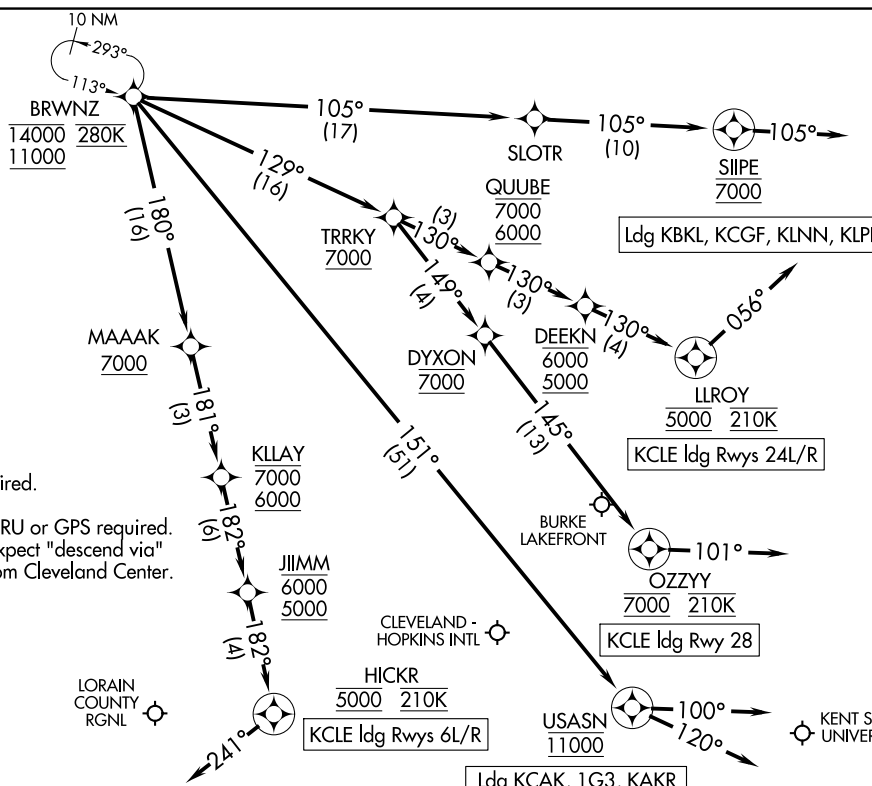 10 NM
293°
113°
BRWNZ
14000 280K
11000
105°
(17)
SLOTR
105°
(10)
SIIPE
7000
105°
Ldg KBKL, KCGF, KLNN,
129°
(16)
TRRKY
7000
(3)
130°
QUUBE
7000
6000
130°
(3)
DEEKN
6000
5000
130°
(4)
LLROY
5000 210K
056°
KCLE ldg Rwys 24L/R
149°
(4)
DYXON
7000
145°
(13)
BURKE
LAKEFRONT
OZZYY
7000 210K
101°
KCLE ldg Rwy 28
180°
(16)
MAAAK
7000
181°
(3)
KLLAY
7000
6000
182°
(6)
JIIMM
6000
5000
182°
(4)
HICKR
5000 210K
KCLE ldg Rwys 6L/R
241°
LORAIN
COUNTY
RGNL
151°
(51)
CLEVELAND -
HOPKINS INTL
USASN
11000
100°
120°
Ldg KCAK, 1G3, KAKR
KENT
ired.
RU or GPS required.
xpect "descend via"
om Cleveland Center.